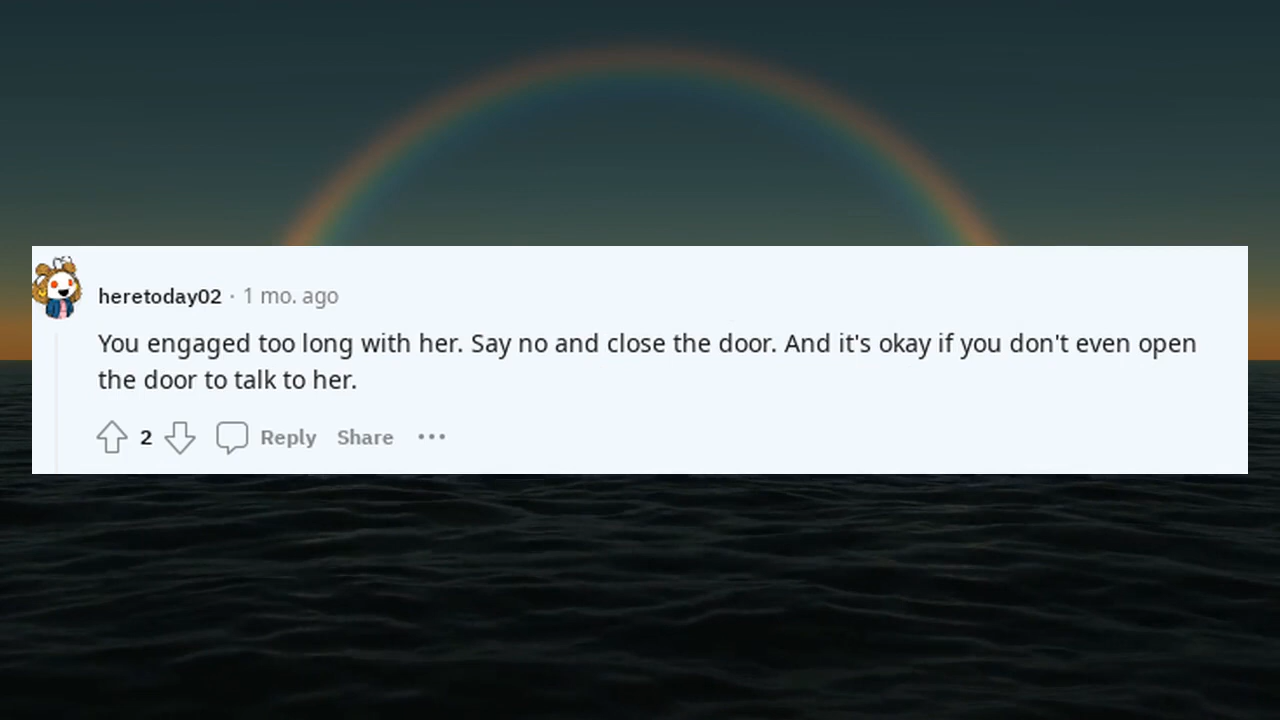 heretoday02 · 1 mo. ago
You engaged too long with her. Say no and close the door. And it's okay if you don't even open
the door to talk to her.
2 Reply Share •••